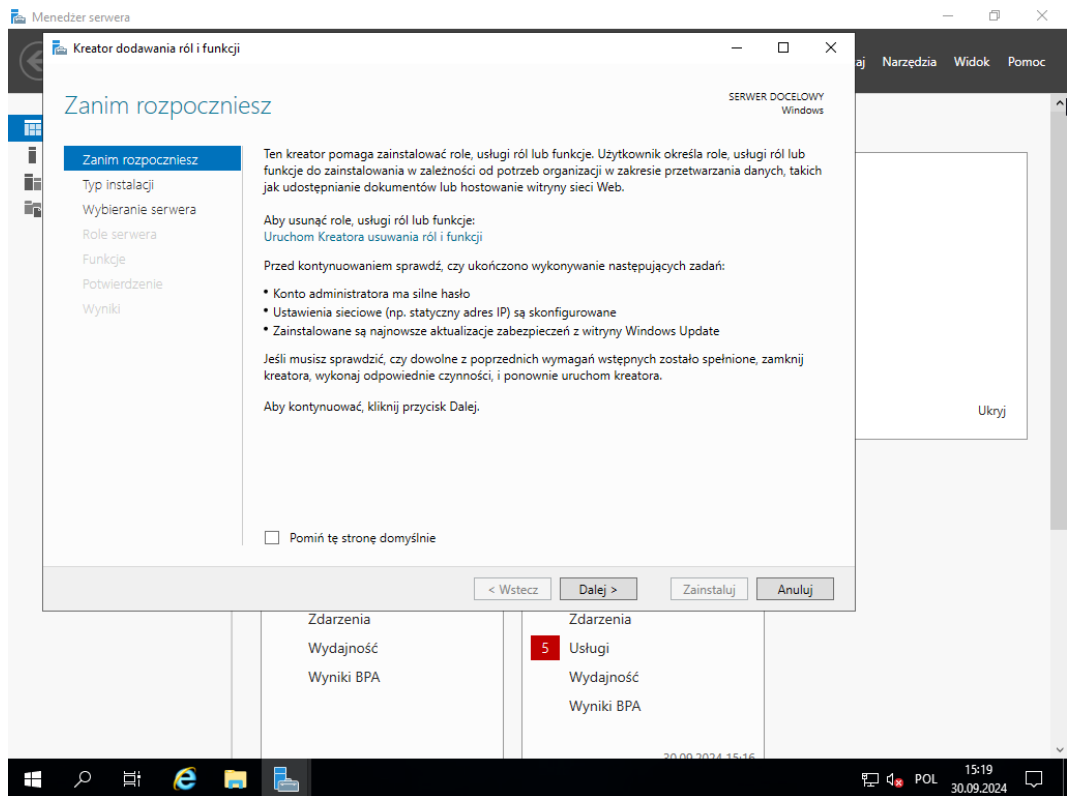 Menedżer serwera
Kreator dodawania ról i funkcji
Narzędzia Widok Pomoc
Zanim rozpoczniesz
SERWER DOCELOWY
Windows
Zanim rozpoczniesz
Typ instalacji
Wybieranie serwera
Role serwera
Funkcje
Potwierdzenie
Wyniki
Ten kreator pomaga zainstalować role, usługi ról lub funkcje. Użytkownik określa role, usługi ról lub
funkcje do zainstalowania w zależności od potrzeb organizacji w zakresie przetwarzania danych, takich
jak udostępnianie dokumentów lub hostowanie witryny sieci Web.
Aby usunąć role, usługi ról lub funkcje:
Uruchom Kreatora usuwania ról i funkcji
Przed kontynuowaniem sprawdź, czy ukończono wykonywanie następujących zadań:
• Konto administratora ma silne hasło
• Ustawienia sieciowe (np. statyczny adres IP) są skonfigurowane
• Zainstalowane są najnowsze aktualizacje zabezpieczeń z witryny Windows Update
Jeśli musisz sprawdzić, czy dowolne z poprzednich wymagań wstępnych zostało spełnione, zamknij
kreatora, wykonaj odpowiednie czynności, i ponownie uruchom kreatora.
Aby kontynuować, kliknij przycisk Dalej.
Ukryj
Pomiń tę stronę domyślnie
< Wstecz Dalej > Zainstaluj Anuluj
Zdarzenia
Wydajność
Wyniki BPA
Zdarzenia
5 Usługi
Wydajność
Wyniki BPA
30.09.2024 15:16
POL
15:19
30.09.2024